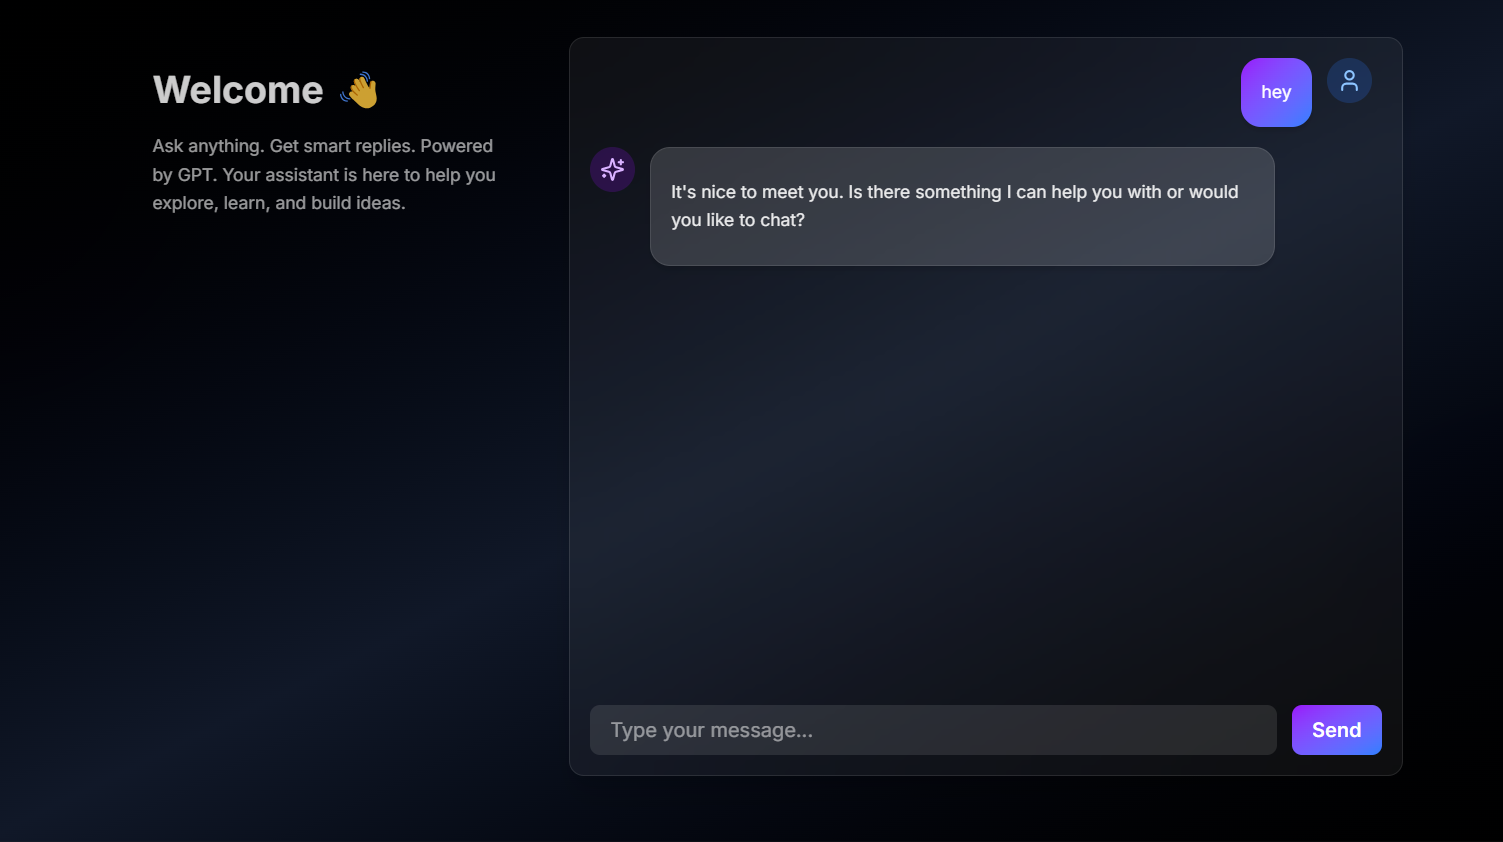 Welcome 👋
Ask anything. Get smart replies. Powered
by GPT. Your assistant is here to help you
explore, learn, and build ideas.
hey
It's nice to meet you. Is there something I can help you with or would
you like to chat?
Type your message...
Send